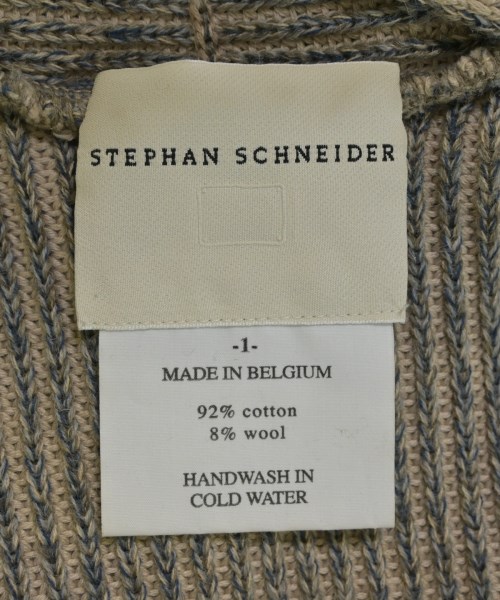 STEPHAN SCHNEIDER
-1-
MADE IN BELGIUM
92% cotton
8% wool
HANDWASH IN
COLD WATER